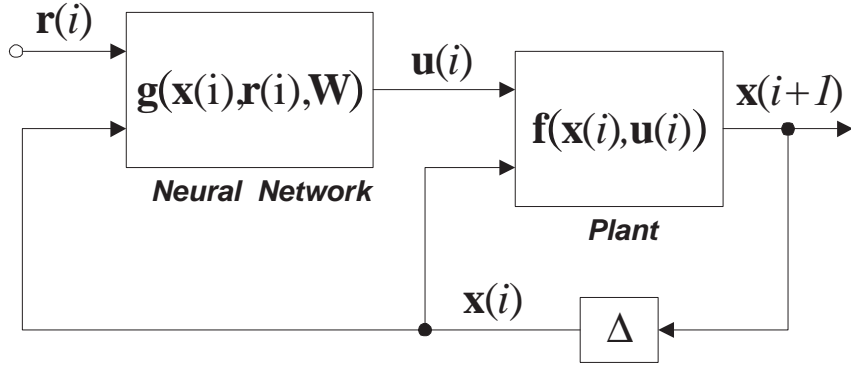 r(i)
g(x(i),r(i),W)
Neural Network
u(i)
f(x(i),u(i))
Plant
x(i+1)
x(i)
Δ